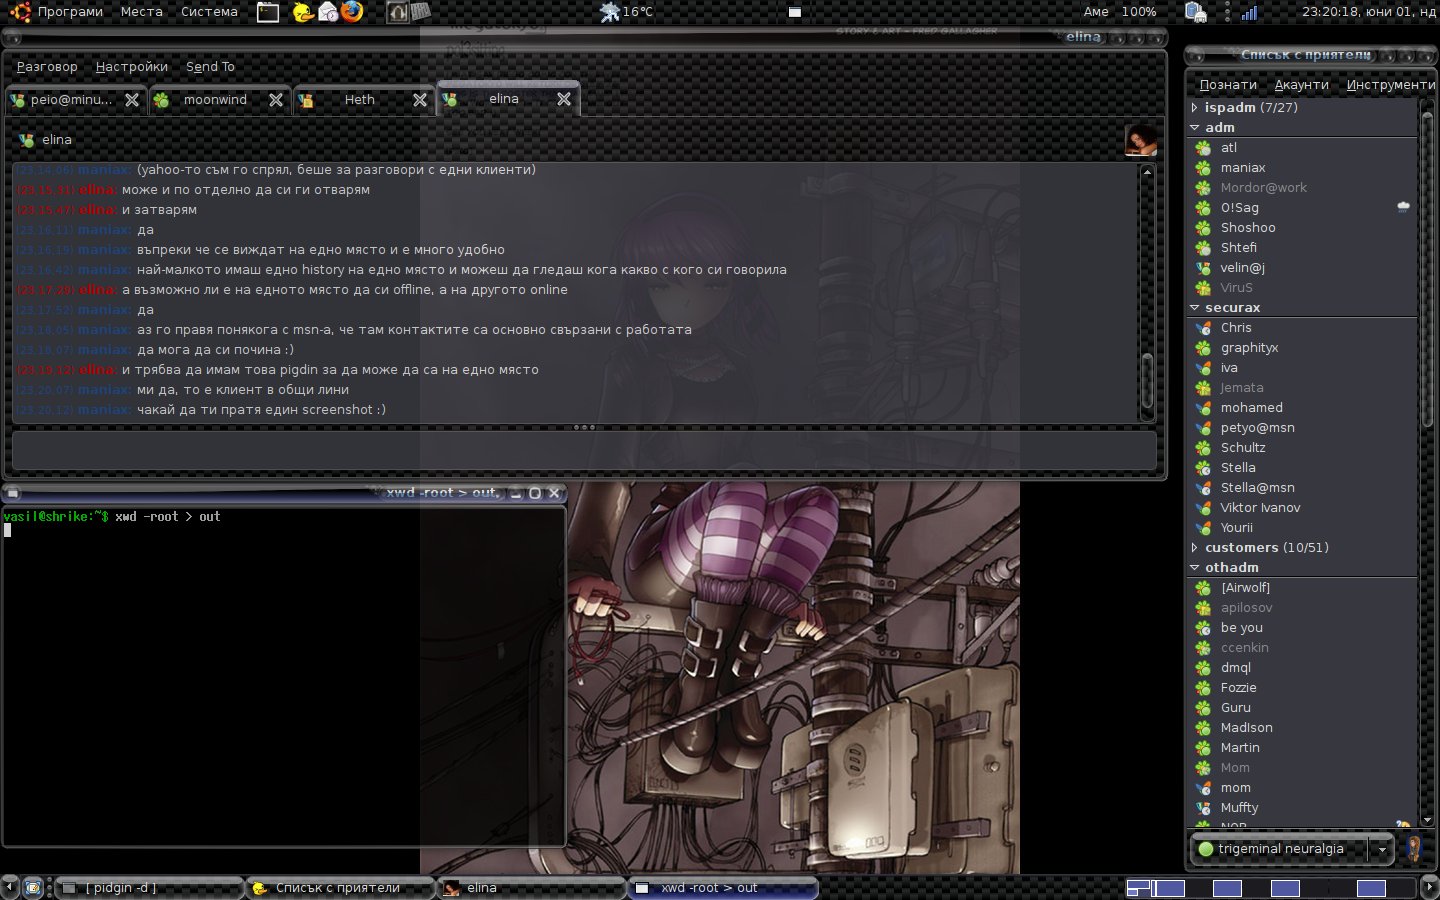 Програми Места Система 16°C Аме 100% 23:20:18, юни 01, нд
STORY & ART - FRED GALLAGHER
elina
Разговор Настройки Send To
peio@minu... moonwind Heth elina
elina
(23,14,06) maniax: (yahoo-то съм го спрял, беше за разговори с едни клиенти)
(23,15,31) elina: може и по отделно да си ги отварям
(23,15,47) elina: и затварям
(23,16,11) maniax: да
(23,16,19) maniax: въпреки че се виждат на едно място и е много удобно
(23,16,42) maniax: най-малкото имаш едно history на едно място и можеш да гледаш кога какво с кого си говорила
(23,17,29) elina: а възможно ли е на едното място да си offline, а на другото online
(23,17,52) maniax: да
(23,18,05) maniax: аз го правя понякога с msn-а, че там контактите са основно свързани с работата
(23,19,07) maniax: да мога да си почина :)
(23,19,12) elina: и трябва да имам това pigdin за да може да са на едно място
(23,20,07) maniax: ми да, то е клиент в общи лини
(23,20,12) maniax: чакай да ти пратя един screenshot :)
xwd -root > out
vasil@shrike:~$ xwd -root > out
Списък с приятели
Познати Акаунти Инструменти
ispadm (7/27)
adm
atl
maniax
Mordor@work
O!Sag
Shoshoo
Shtefi
velin@j
ViruS
securax
Chris
graphityx
iva
Jemata
mohamed
petyo@msn
Schultz
Stella
Stella@msn
Viktor Ivanov
Yourii
customers (10/51)
othadm
[Airwolf]
apilosov
be you
ccenkin
dmql
Fozzie
Guru
MadIson
Martin
Mom
mom
Muffty
trigeminal neuralgia
[ pidgin -d ] Списък с приятели elina xwd -root > out